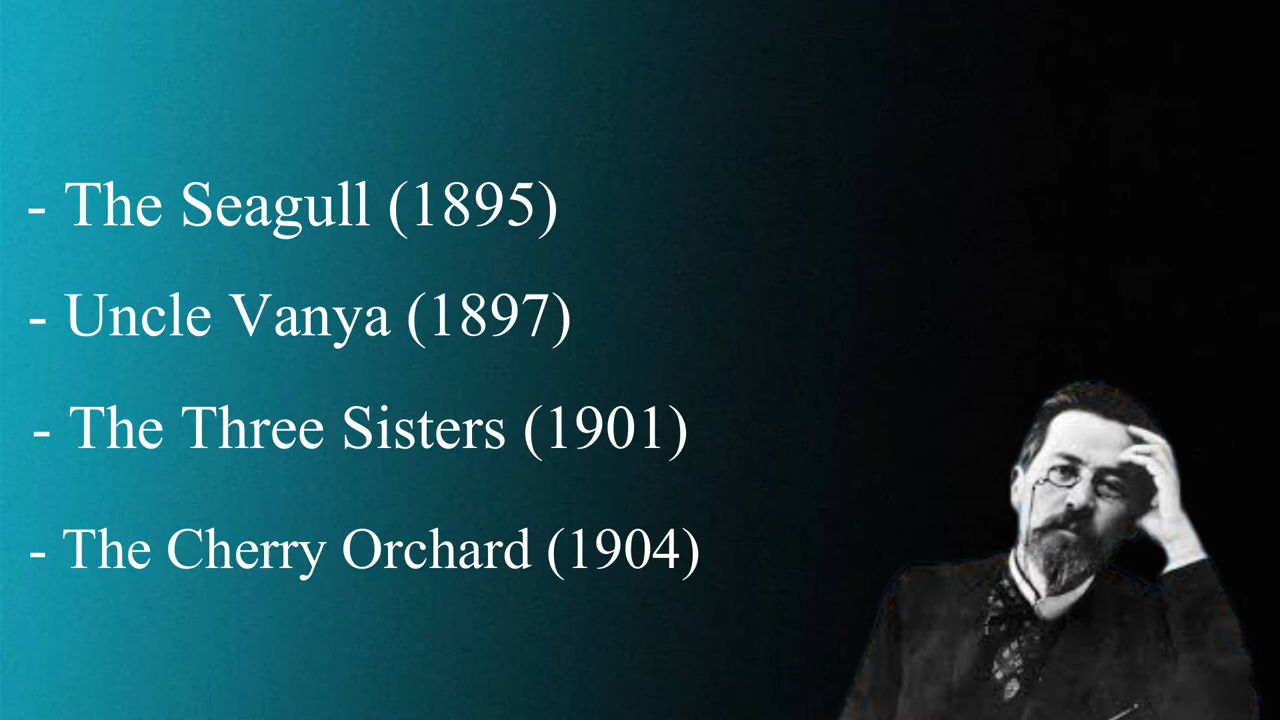 - The Seagull (1895)
- Uncle Vanya (1897)
- The Three Sisters (1901)
- The Cherry Orchard (1904)